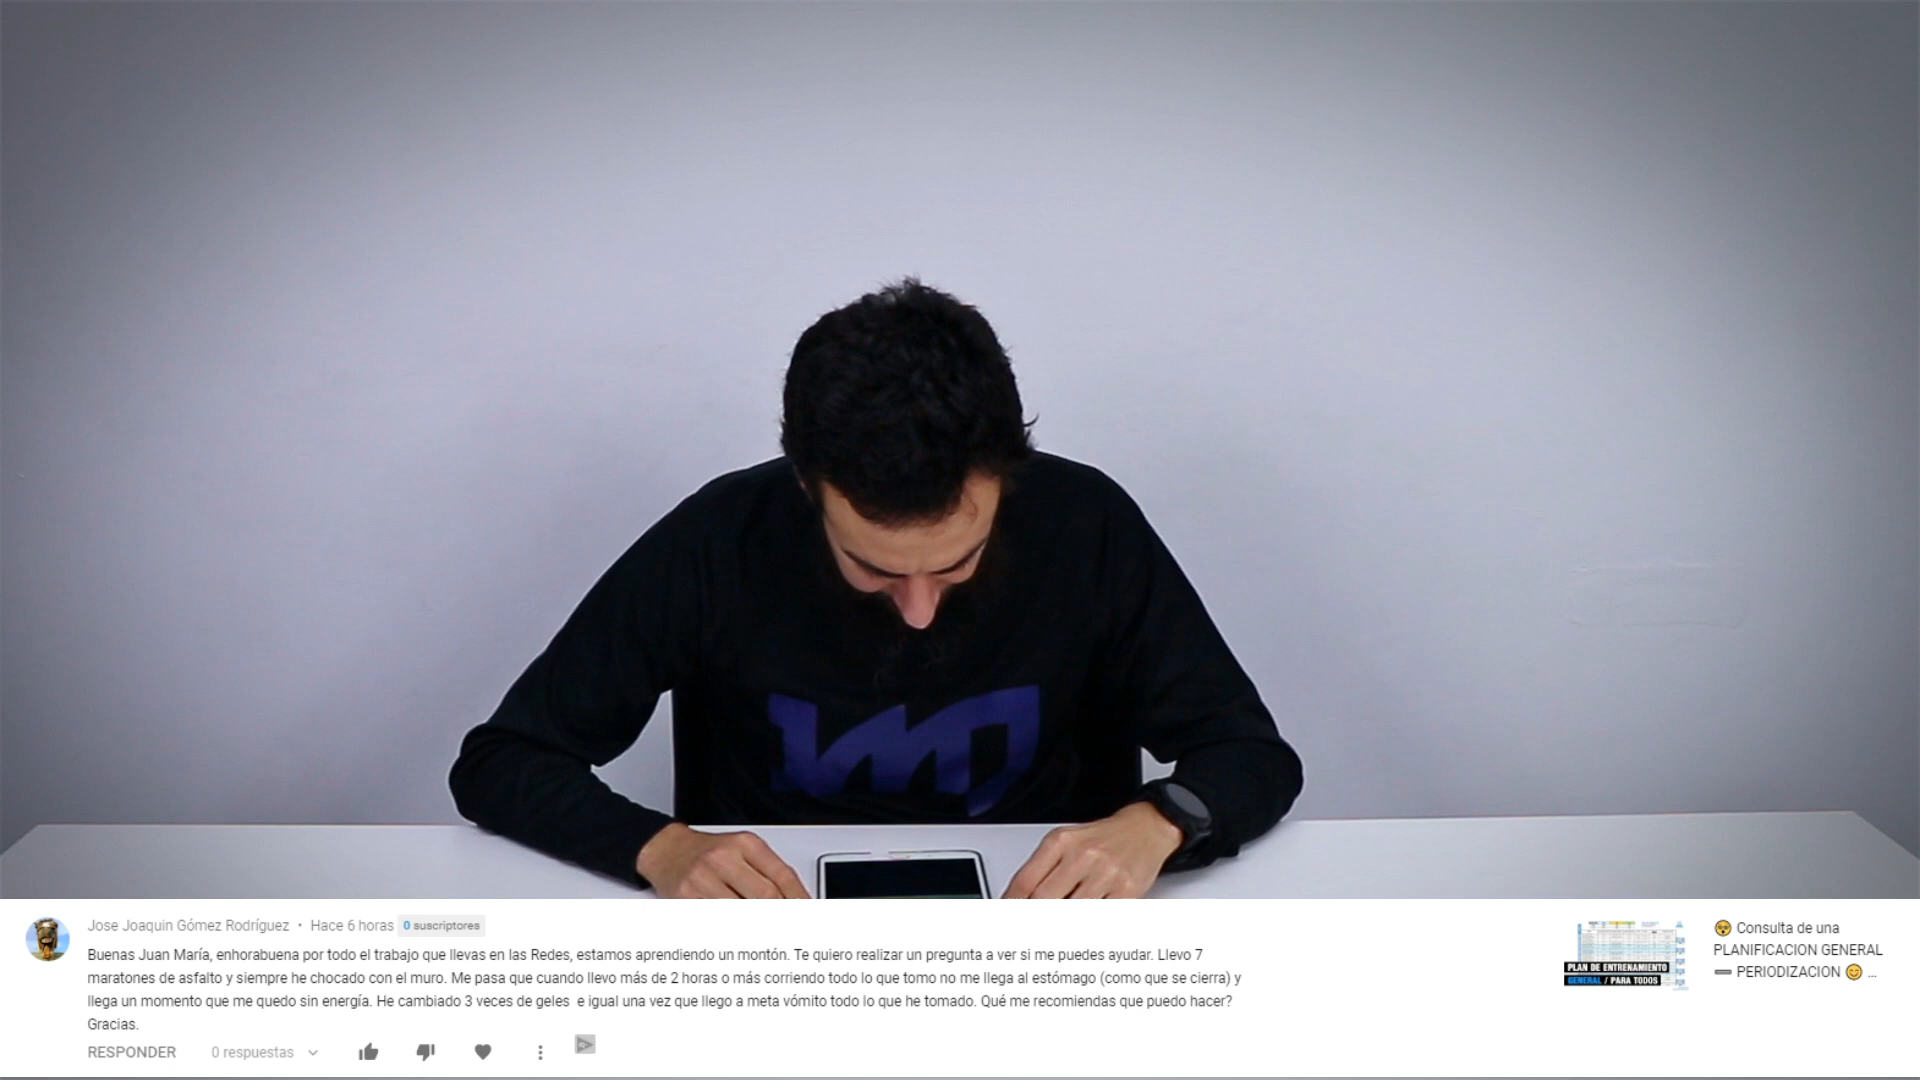 Jose Joaquin Gómez Rodríguez • Hace 6 horas 0 suscriptores
Buenas Juan María, enhorabuena por todo el trabajo que llevas en las Redes, estamos aprendiendo un montón. Te quiero realizar un pregunta a ver si me puedes ayudar. Llevo 7
maratones de asfalto y siempre he chocado con el muro. Me pasa que cuando llevo más de 2 horas o más corriendo todo lo que tomo no me llega al estómago (como que se cierra) y
llega un momento que me quedo sin energía. He cambiado 3 veces de geles e igual una vez que llego a meta vómito todo lo que he tomado. Qué me recomiendas que puedo hacer?
Gracias.
RESPONDER 0 respuestas
PLAN DE ENTRENAMIENTO
GENERAL / PARA TODOS
😵 Consulta de una
PLANIFICACION GENERAL
➖ PERIODIZACION 😊 ...